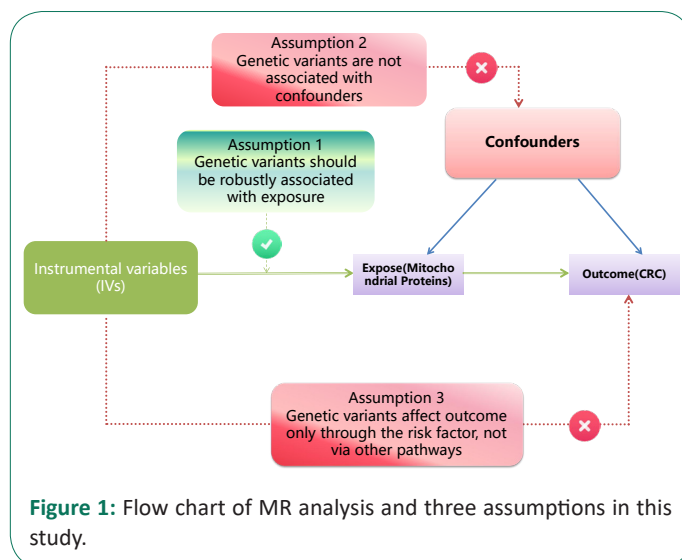 Assumption 2
Genetic variants are not
associated with
confounders
Confounders
Assumption 1
Genetic variants should
be robustly associated
with exposure
Instrumental variables
(IVs)
Expose(Mitocho
ndrial Proteins)
Outcome(CRC)
Assumption 3
Genetic variants affect outcome
only through the risk factor, not
via other pathways
Figure 1: Flow chart of MR analysis and three assumptions in this
study.